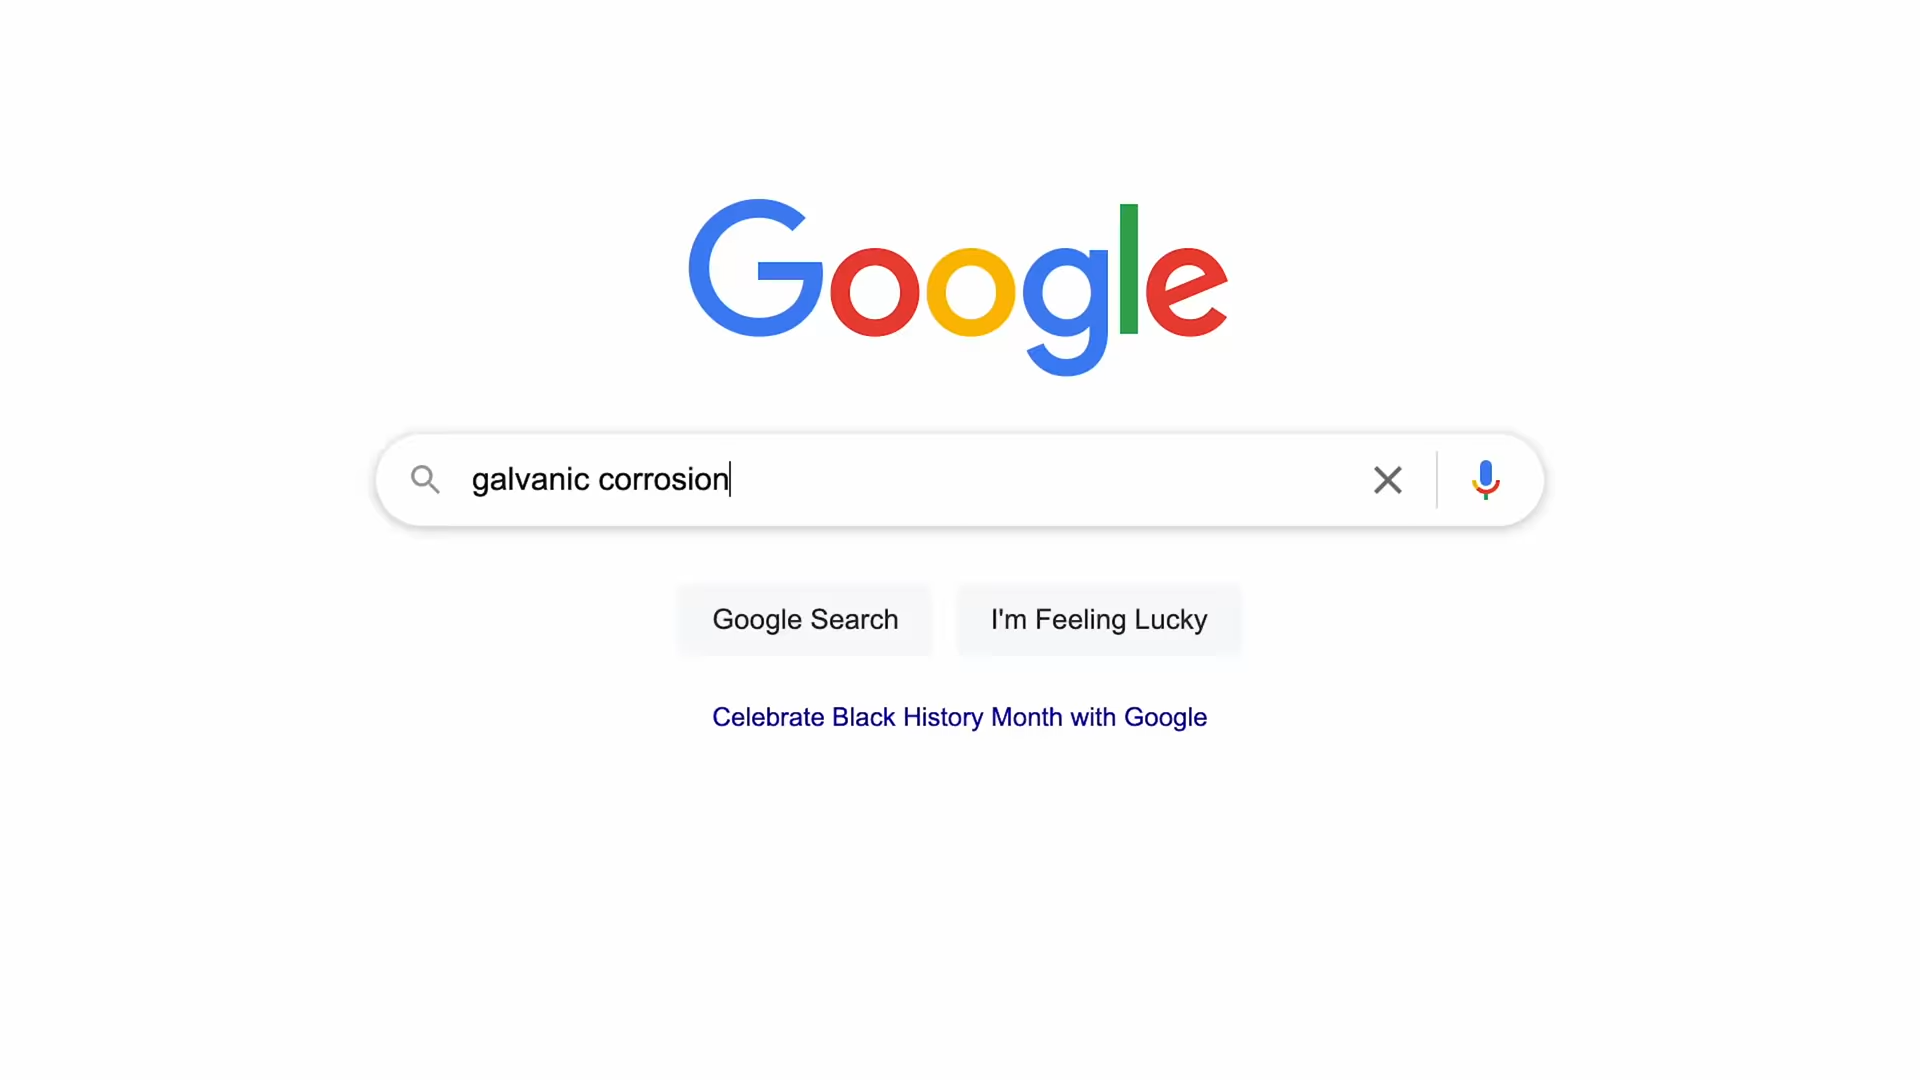 Google
galvanic corrosion
Google Search
I'm Feeling Lucky
Celebrate Black History Month with Google